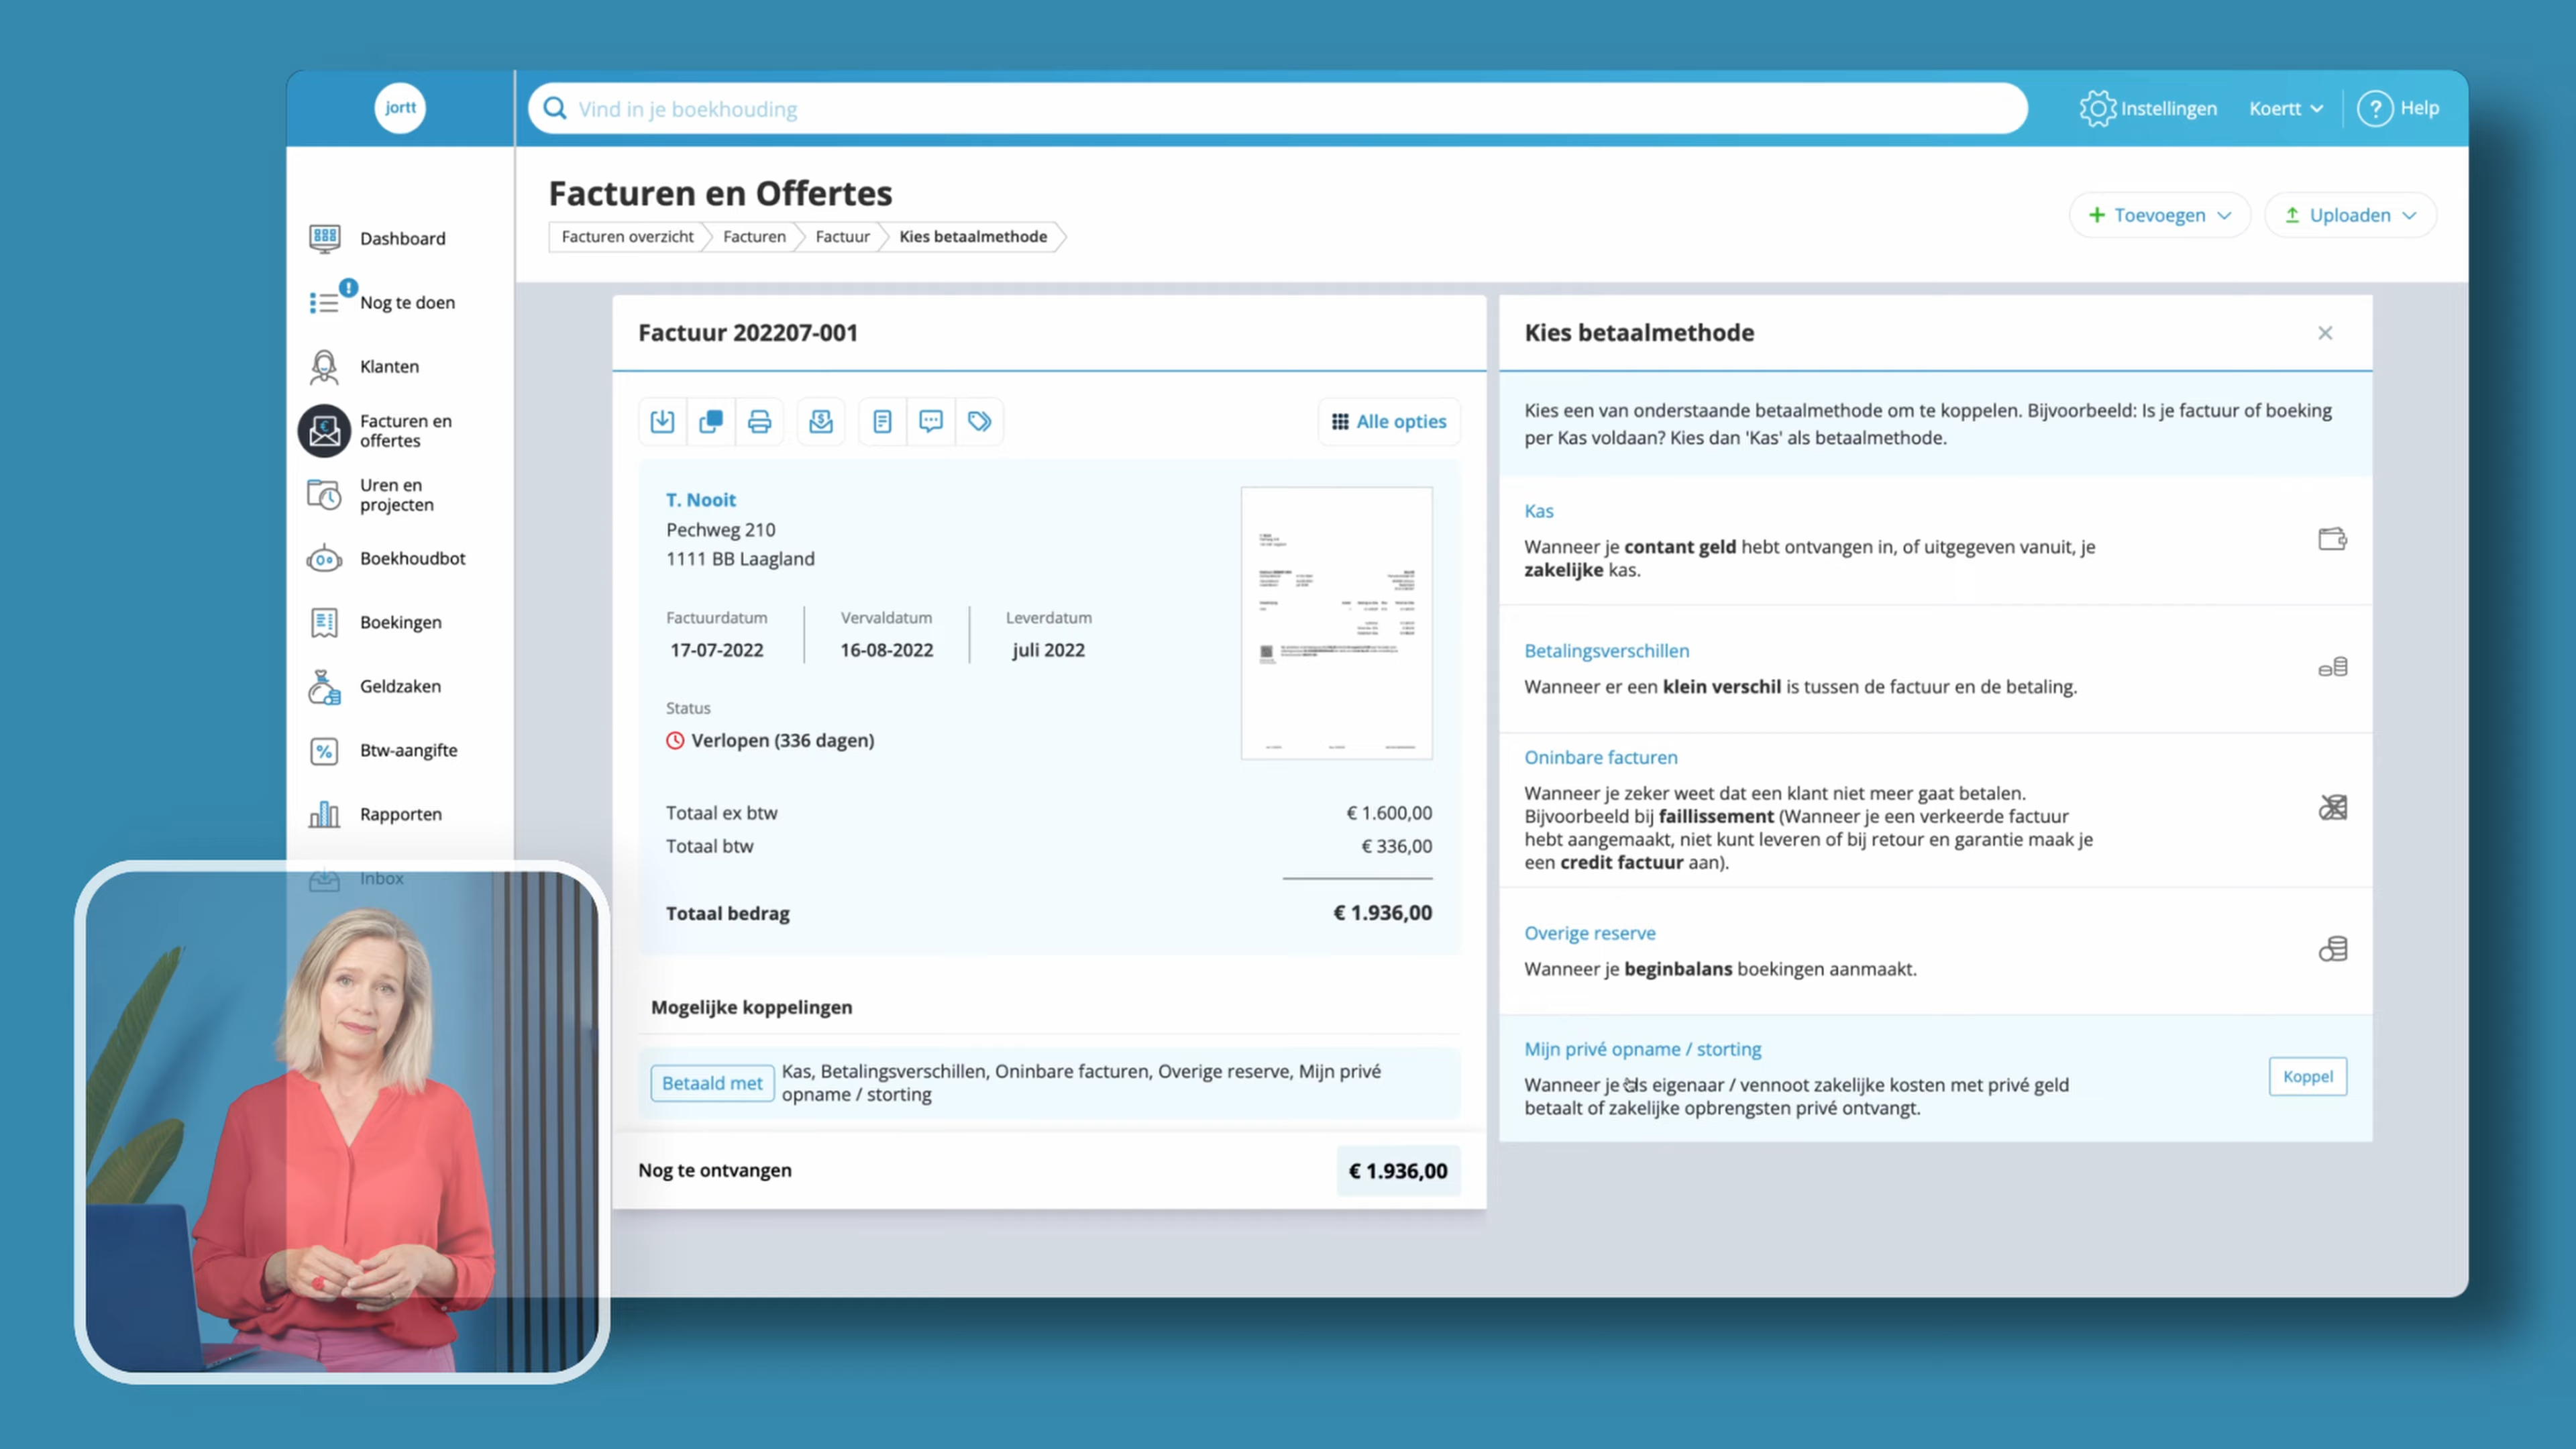 jortt
Vind in je boekhouding
Instellingen
Koertt
? Help
Facturen en Offertes
Facturen overzicht
Facturen
Factuur
Kies betaalmethode
+ Toevoegen
Uploaden
Dashboard
Nog te doen
Klanten
Facturen en
offertes
Uren en
projecten
Boekhoudbot
Boekingen
Geldzaken
Btw-aangifte
Rapporten
Inbox
Factuur 202207-001
Alle opties
T. Nooit
Pechweg 210
1111 BB Laagland
Factuurdatum
Vervaldatum
Leverdatum
17-07-2022
16-08-2022
juli 2022
Status
Verlopen (336 dagen)
Totaal ex btw
€ 1.600,00
Totaal btw
€ 336,00
Totaal bedrag
€ 1.936,00
Mogelijke koppelingen
Betaald met
Kas, Betalingsverschillen, Oninbare facturen, Overige reserve, Mijn privé
opname / storting
Nog te ontvangen
€ 1.936,00
Kies betaalmethode
Kies een van onderstaande betaalmethode om te koppelen. Bijvoorbeeld: Is je factuur of boeking
per Kas voldaan? Kies dan 'Kas' als betaalmethode.
Kas
Wanneer je contant geld hebt ontvangen in, of uitgegeven vanuit, je
zakelijke kas.
Betalingsverschillen
Wanneer er een klein verschil is tussen de factuur en de betaling.
Oninbare facturen
Wanneer je zeker weet dat een klant niet meer gaat betalen.
Bijvoorbeeld bij faillissement (Wanneer je een verkeerde factuur
hebt aangemaakt, niet kunt leveren of bij retour en garantie maak je
een credit factuur aan).
Overige reserve
Wanneer je beginbalans boekingen aanmaakt.
Mijn privé opname / storting
Wanneer je als eigenaar / vennoot zakelijke kosten met privé geld
betaalt of zakelijke opbrengsten privé ontvangt.
Koppel